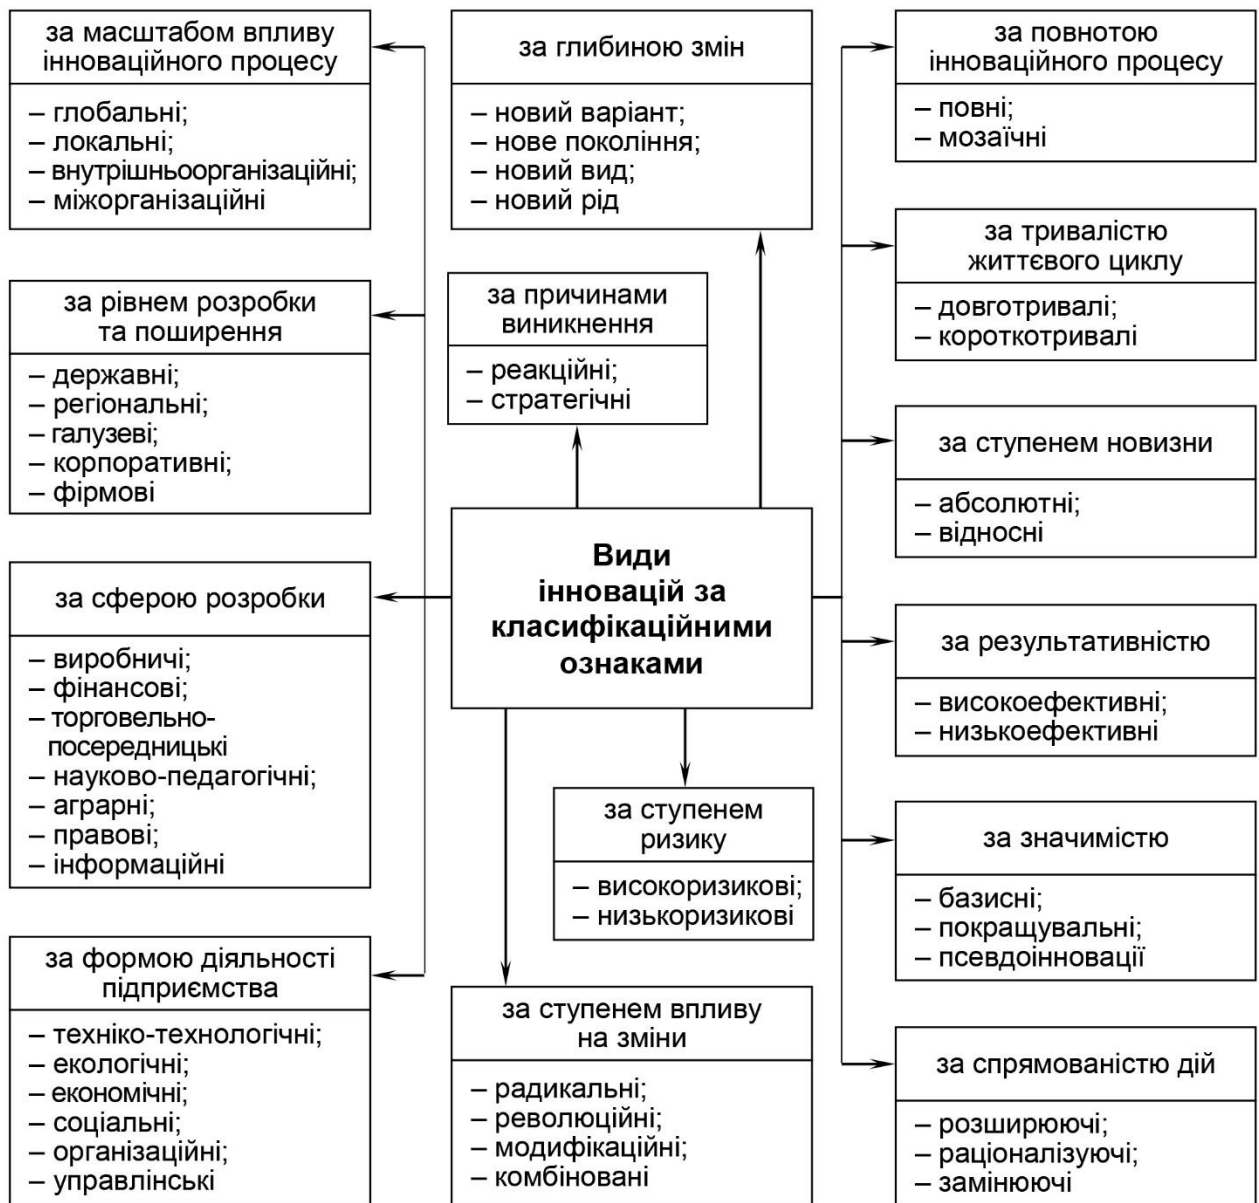 за масштабом впливу
інноваційного процесу
– глобальні;
– локальні;
– внутрішньоорганізаційні;
– міжорганізаційні
за рівнем розробки
та поширення
– державні;
– регіональні;
– галузеві;
– корпоративні;
– фірмові
за сферою розробки
– виробничі;
– фінансові;
– торговельно-
посередницькі
– науково-педагогічні;
– аграрні;
– правові;
– інформаційні
за формою діяльності
підприємства
– техніко-технологічні;
– екологічні;
– економічні;
– соціальні;
– організаційні;
– управлінські
за глибиною змін
– новий варіант;
– нове покоління;
– новий вид;
– новий рід
за причинами
виникнення
– реакційні;
– стратегічні
Види
інновацій за
класифікаційними
ознаками
за ступенем
ризику
– високоризикові;
– низькоризикові
за ступенем впливу
на зміни
– радикальні;
– революційні;
– модифікаційні;
– комбіновані
за повнотою
інноваційного процесу
– повні;
– мозаїчні
за тривалістю
життєвого циклу
– довготривалі;
– короткотривалі
за ступенем новизни
– абсолютні;
– відносні
за результативністю
– високоефективні;
– низькоефективні
за значимістю
– базисні;
– покращувальні;
– псевдоінновації
за спрямованістю дій
– розширюючі;
– раціоналізуючі;
– замінюючі